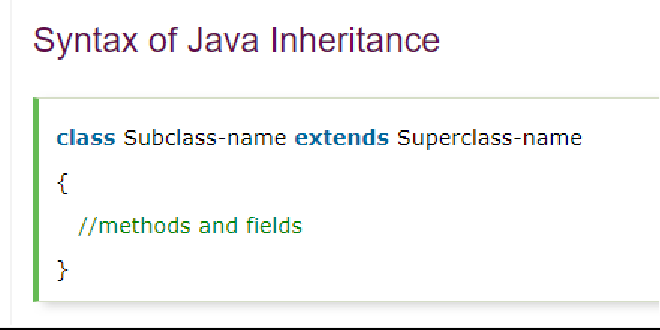 Syntax of Java Inheritance
class Subclass-name extends Superclass-name
{
//methods and fields
}